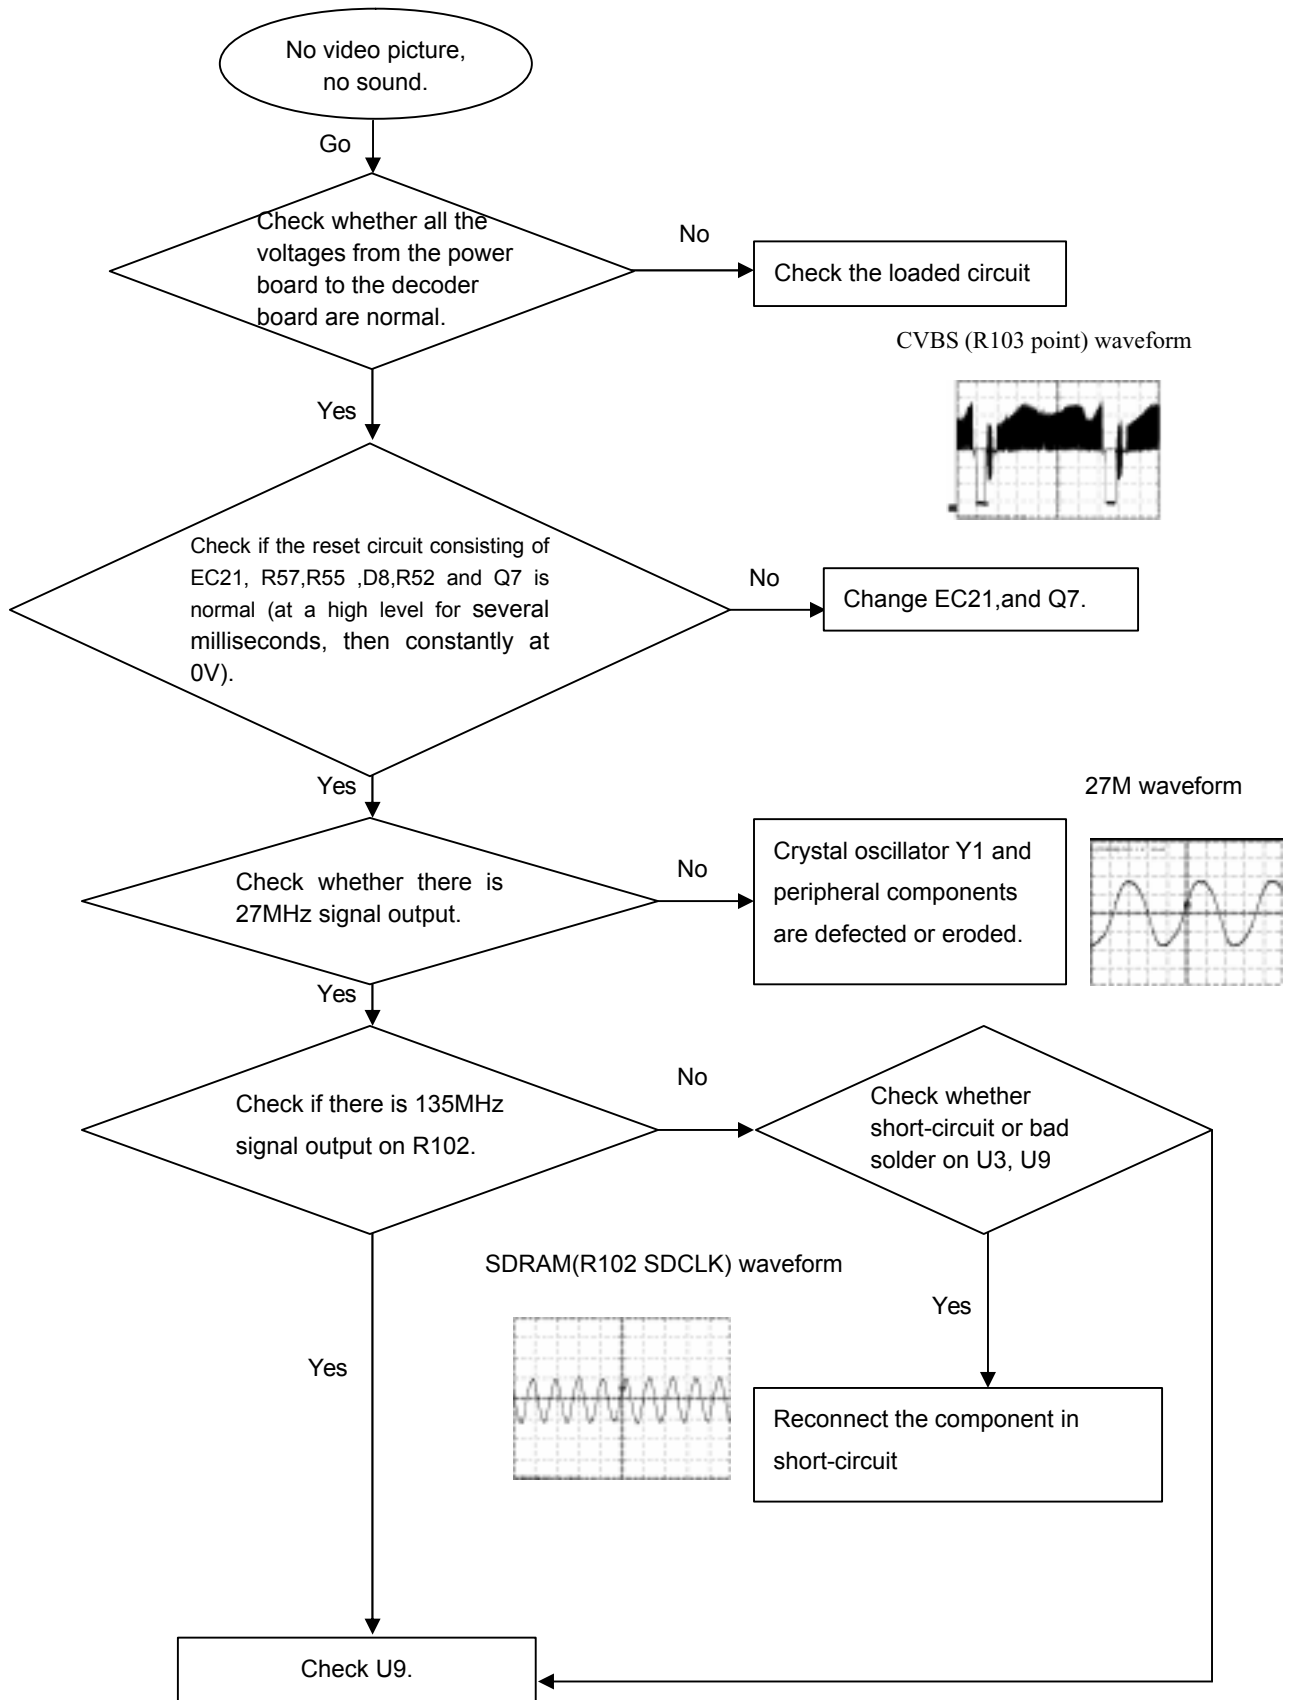 No video picture,
no sound.
Go
Check whether all the
voltages from the power
board to the decoder
board are normal.
No
Check the loaded circuit
CVBS (R103 point) waveform
Yes
Check if the reset circuit consisting of
EC21, R57,R55 ,D8,R52 and Q7 is
normal (at a high level for several
milliseconds, then constantly at
0V).
No
Change EC21,and Q7.
Yes
27M waveform
Check whether there is
27MHz signal output.
No
Crystal oscillator Y1 and
peripheral components
are defected or eroded.
Yes
Check if there is 135MHz
signal output on R102.
No
Check whether
short-circuit or bad
solder on U3, U9
SDRAM(R102 SDCLK) waveform
Yes
Yes
Reconnect the component in
short-circuit
Check U9.